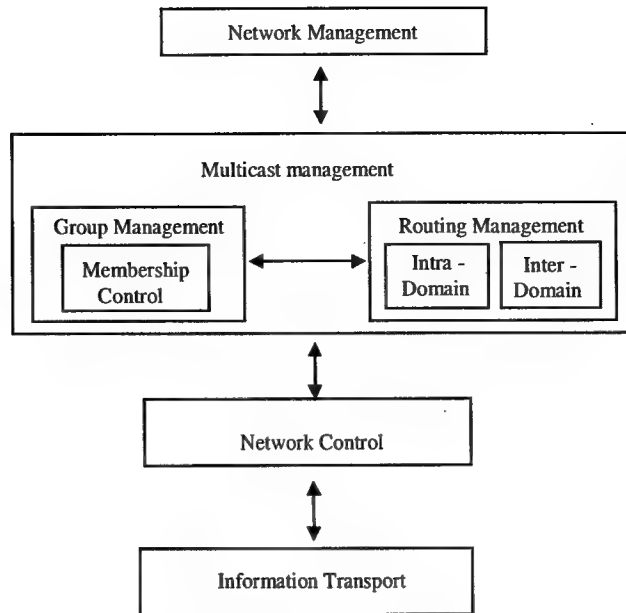 Network Management
Multicast management
Group Management
Membership
Control
Routing Management
Intra -
Domain
Inter -
Domain
Network Control
Information Transport